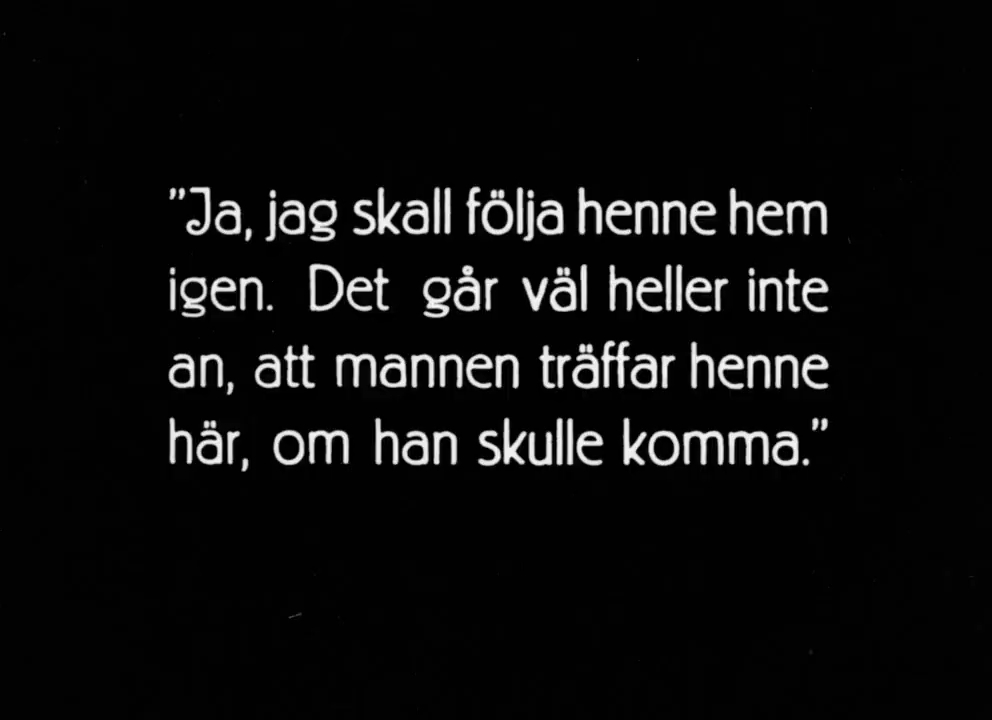 "Ja, jag skall följa henne hem
igen. Det går väl heller inte
an, att mannen träffar henne
här, om han skulle komma."